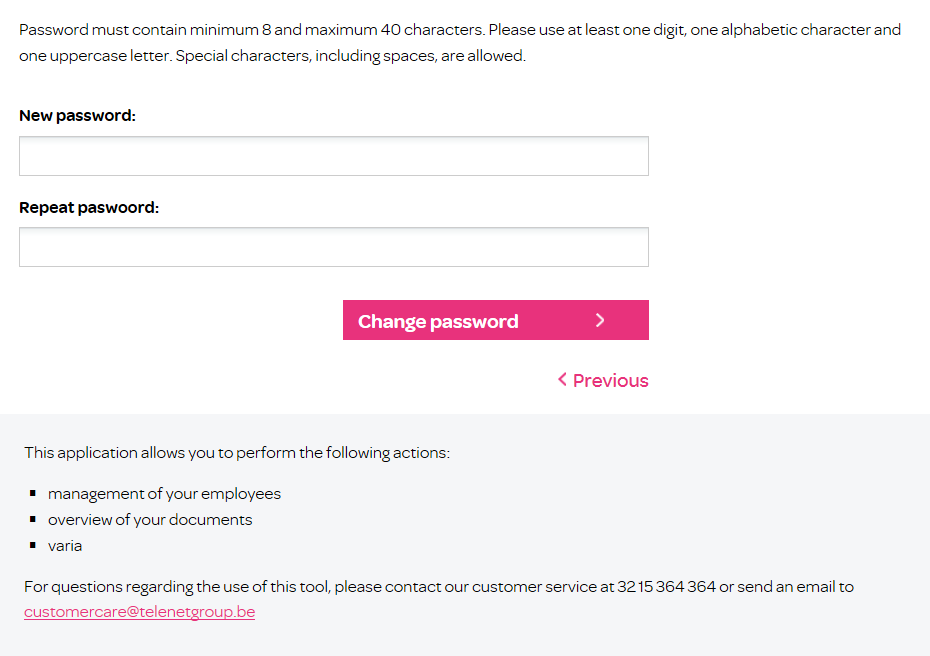 Password must contain minimum 8 and maximum 40 characters. Please use at least one digit, one alphabetic character and
one uppercase letter. Special characters, including spaces, are allowed.
New password:
Repeat paswoord:
Change password
Previous
This application allows you to perform the following actions:
management of your employees
overview of your documents
varia
For questions regarding the use of this tool, please contact our customer service at 32 15 364 364 or send an email to
customercare@telenetgroup.be